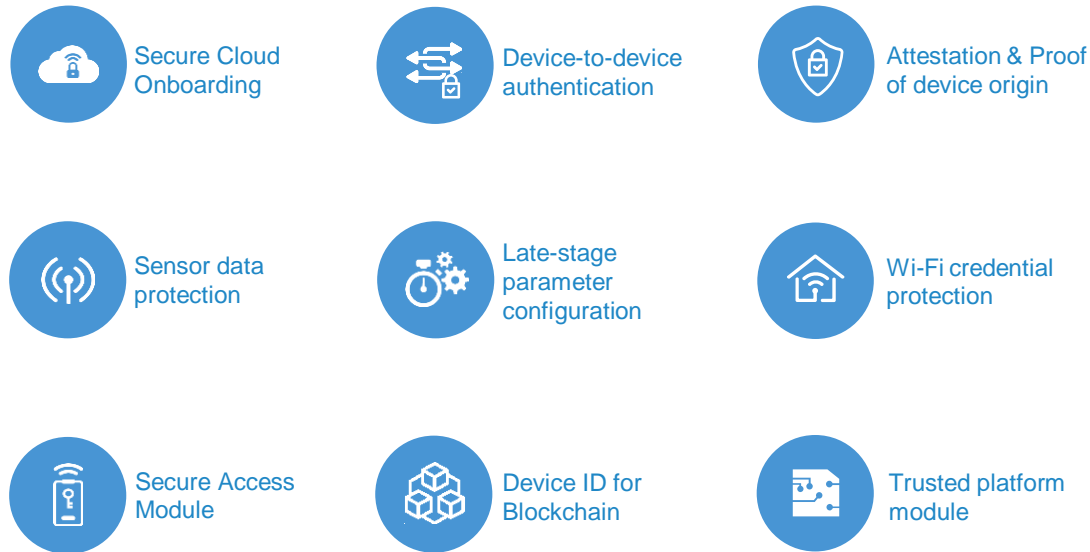 Secure Cloud
Onboarding
Device-to-device
authentication
Attestation & Proof
of device origin
Sensor data
protection
Late-stage
parameter
configuration
Wi-Fi credential
protection
Secure Access
Module
Device ID for
Blockchain
Trusted platform
module